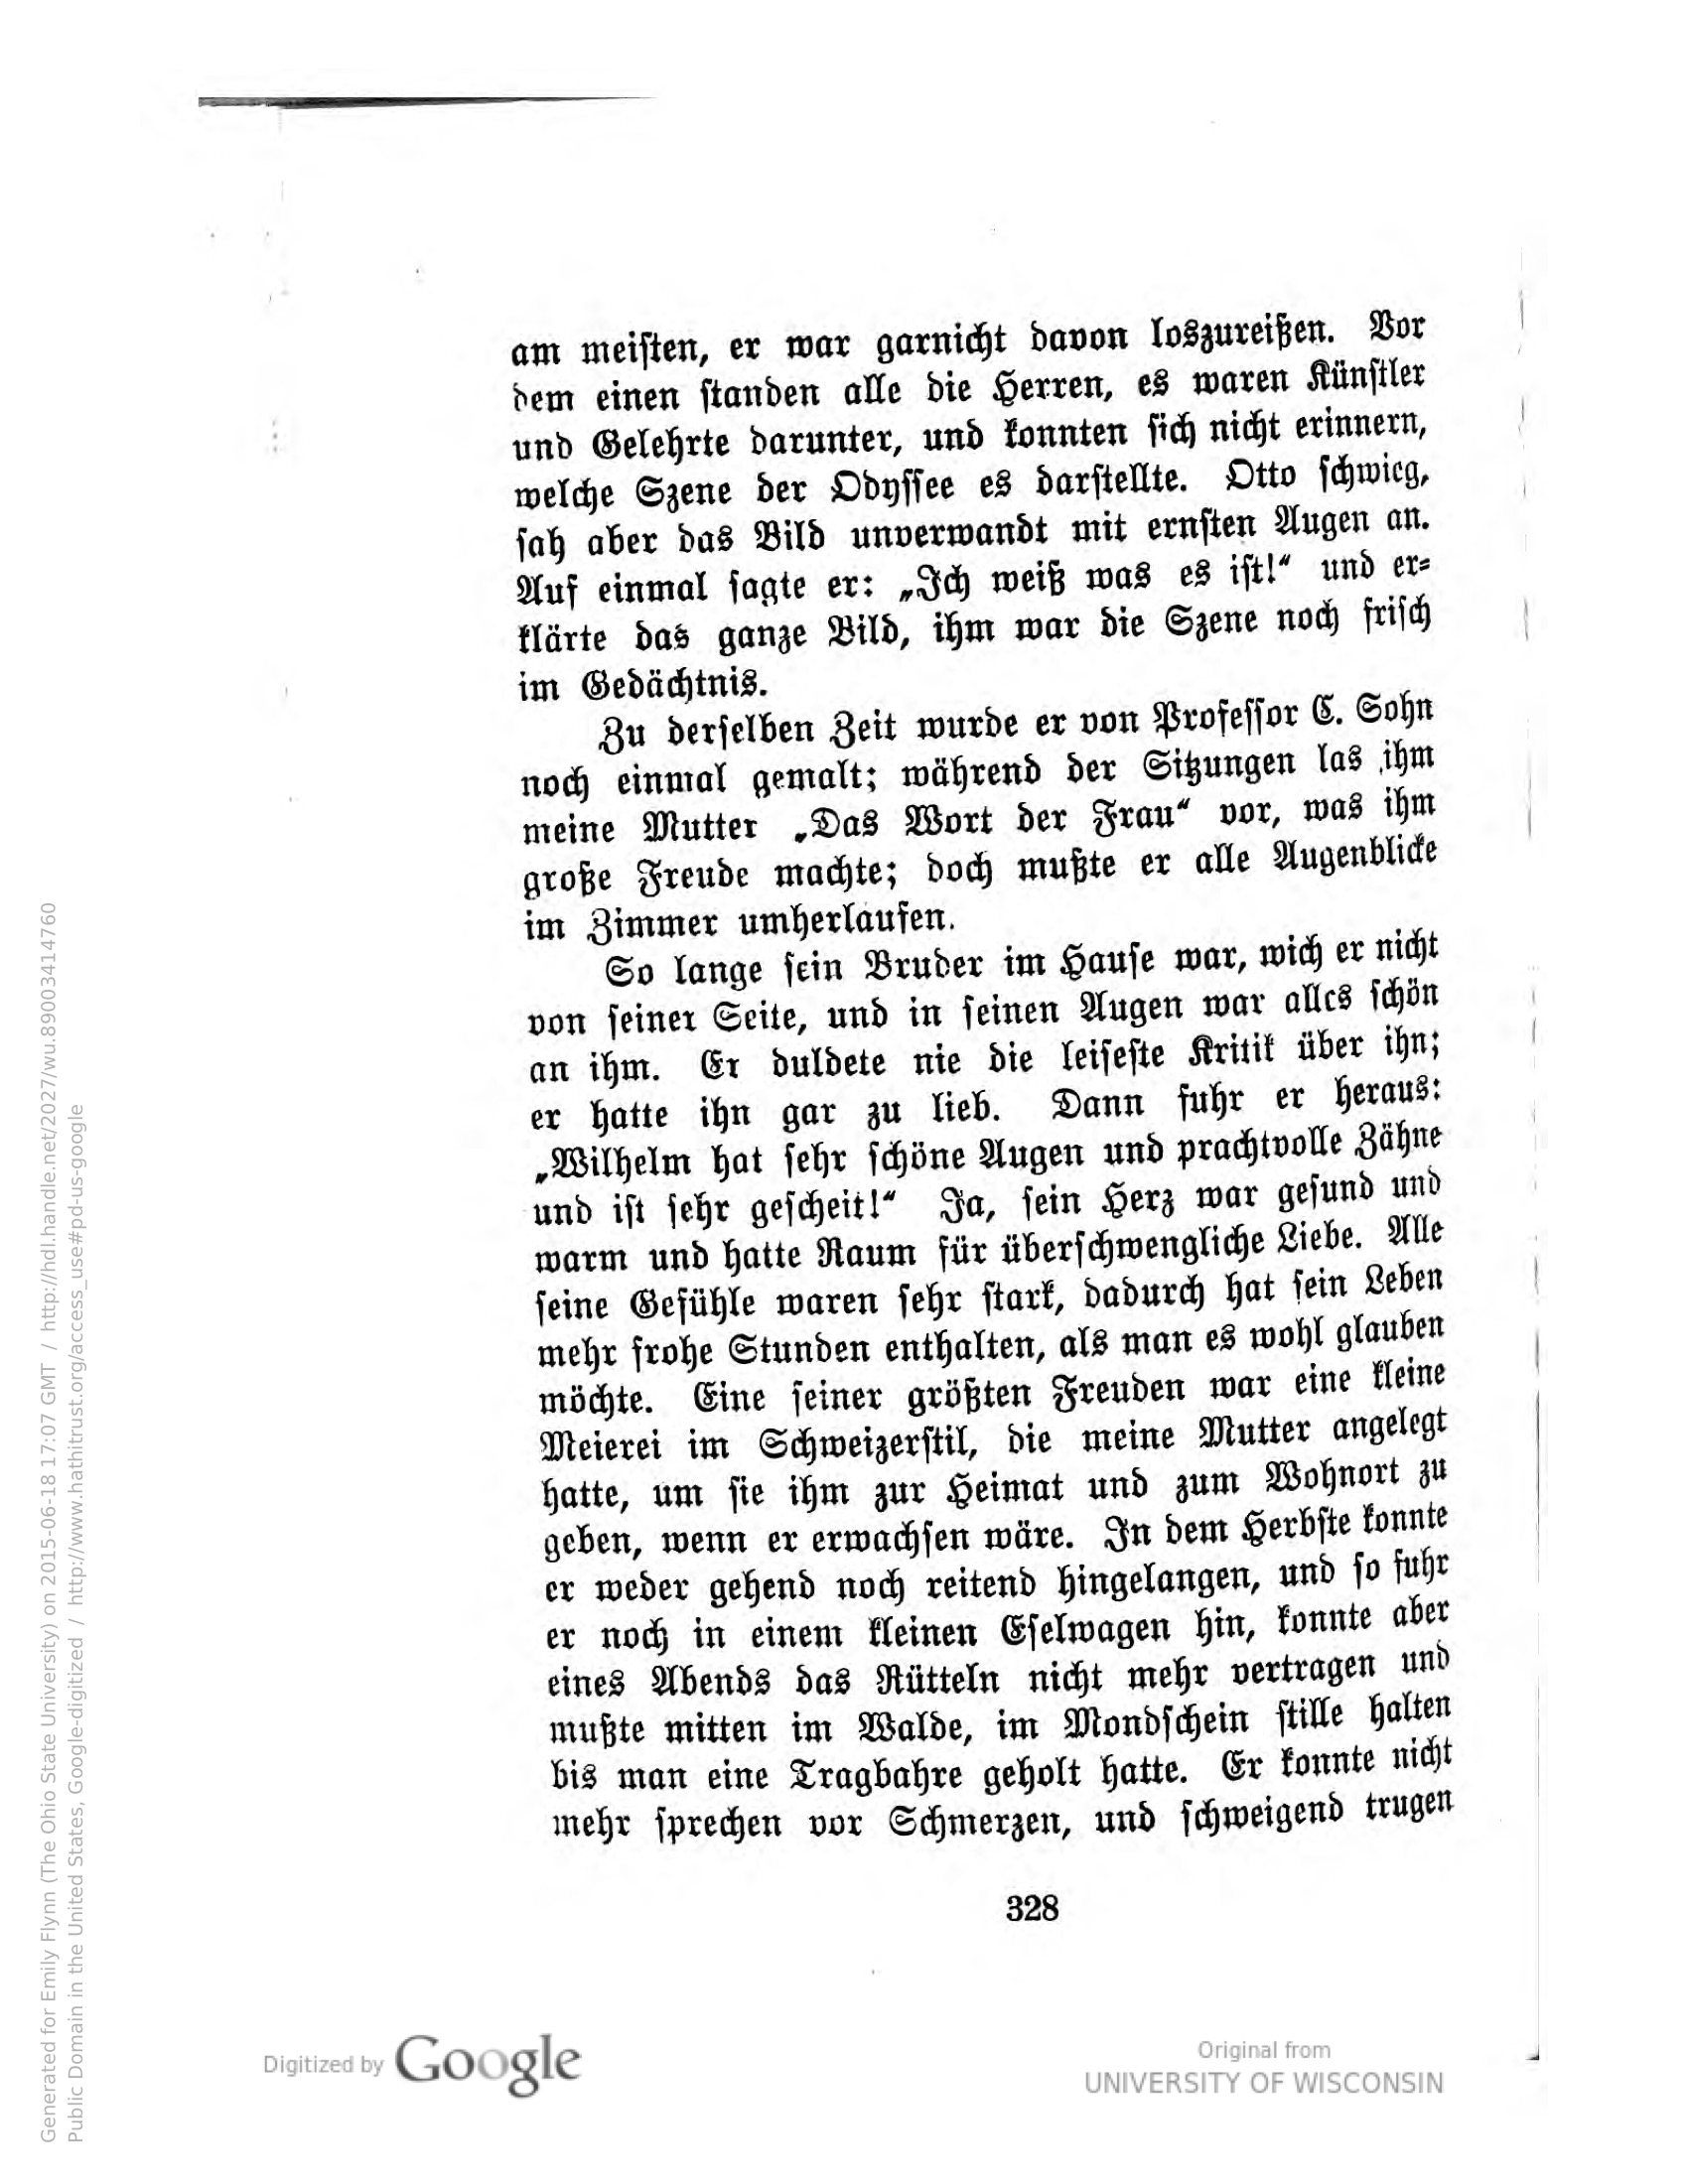 am meisten, er war garnicht davon loszureißen. Vor
dem einen standen alle die Herren, es waren Künstler
und Gelehrte darunter, und konnten sich nicht erinnern,
welche Szene der Odyssee es darstellte. Otto schwieg,
sah aber das Bild unverwandt mit ernsten Augen an.
Auf einmal sagte er: „Ich weiß was es ist!“ und er=
klärte das ganze Bild, ihm war die Szene noch frisch
im Gedächtnis.
Zu derselben Zeit wurde er von Professor C. Sohn
noch einmal gemalt; während der Sitzungen las ihm
meine Mutter „Das Wort der Frau“ vor, was ihm
große Freude machte; doch mußte er alle Augenblicke
im Zimmer umherlaufen.
So lange sein Bruder im Hause war, wich er nicht
von seiner Seite, und in seinen Augen war alles schön
an ihm. Er duldete nie die leiseste Kritik über ihn;
er hatte ihn gar zu lieb. Dann fuhr er heraus:
„Wilhelm hat sehr schöne Augen und prachtvolle Zähne
und ist sehr gescheit!“ Ja, sein Herz war gesund und
warm und hatte Raum für überschwengliche Liebe. Alle
seine Gefühle waren sehr stark, dadurch hat sein Leben
mehr frohe Stunden enthalten, als man es wohl glauben
möchte. Eine seiner größten Freuden war eine kleine
Meierei im Schweizerstil, die meine Mutter angelegt
hatte, um sie ihm zur Heimat und zum Wohnort zu
geben, wenn er erwachsen wäre. In dem Herbste konnte
er weder gehend noch reitend hingelangen, und so fuhr
er noch in einem kleinen Eselwagen hin, konnte aber
eines Abends das Rütteln nicht mehr vertragen und
mußte mitten im Walde, im Mondschein stille halten
bis man eine Tragbahre geholt hatte. Er konnte nicht
mehr sprechen vor Schmerzen, und schweigend trugen
328
Digitized by Google
Original from
UNIVERSITY OF WISCONSIN
Generated for Emily Flynn (The Ohio State University) on 2015-06-18 17:07 GMT / http://hdl.handle.net/2027/wu.89003414760
Public Domain in the United States, Google-digitized / http://www.hathitrust.org/access_use#pd-us-google